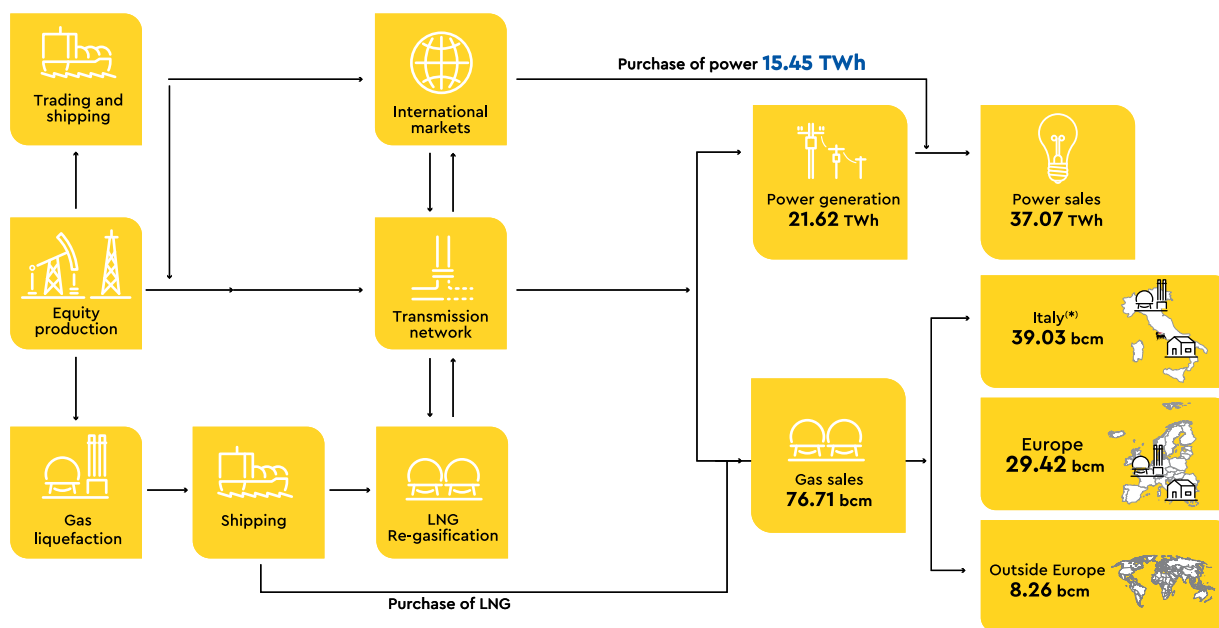 Trading and
shipping
International
markets
Purchase of power 15.45 TWh
Power generation
21.62 TWh
Power sales
37.07 TWh
Equity
production
Transmission
network
Italy(*)
39.03 bcm
Europe
29.42 bcm
Gas sales
76.71 bcm
Gas
liquefaction
Shipping
LNG
Re-gasification
Outside Europe
8.26 bcm
Purchase of LNG